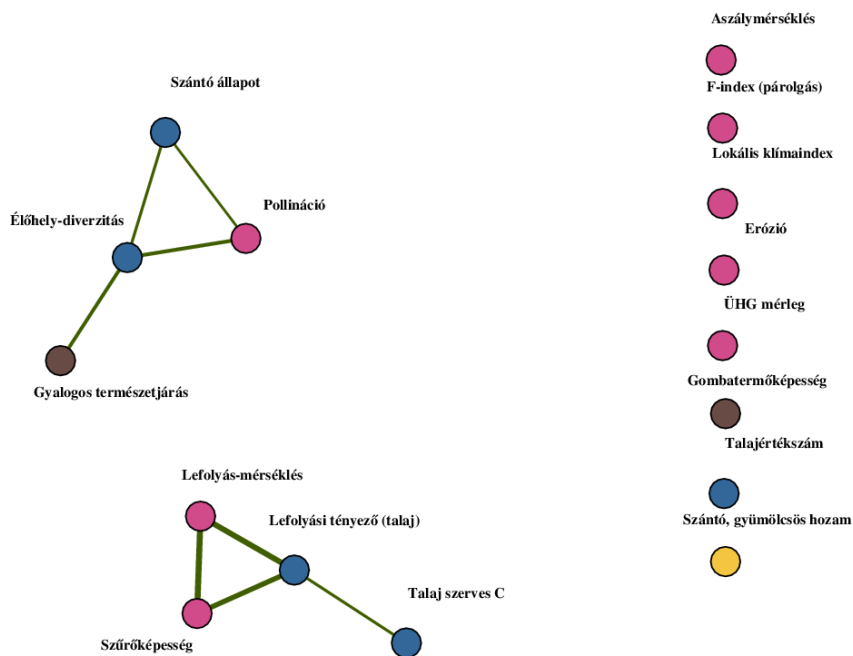 Aszálymérséklés
F-index (párolgás)
Lokális klímaindex
Erózió
ÜHG mérleg
Gombatermőképesség
Talajértékszám
Szántó, gyümölcsös hozam
Szántó állapot
Pollináció
Élőhely-diverzitás
Gyalogos természetjárás
Lefolyás-mérséklés
Lefolyási tényező (talaj)
Talaj szerves C
Szűrőképesség